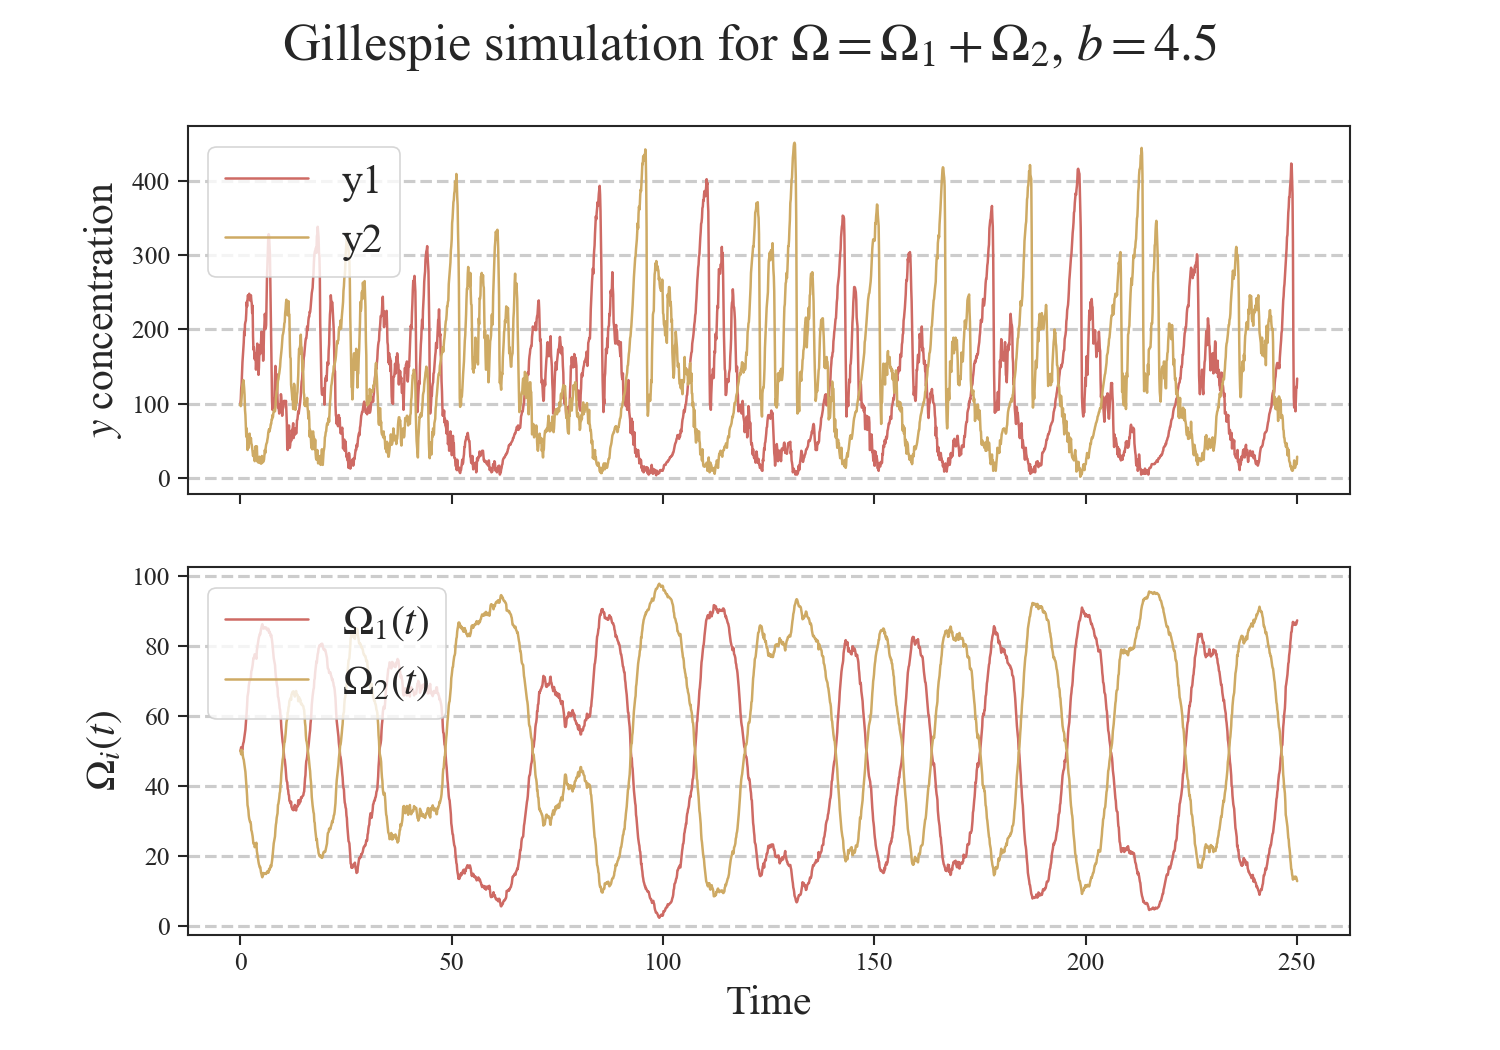 Gillespie simulation for Ω = Ω₁ + Ω₂, b = 4.5
y concentration
400
300
200
100
0
y1
y2
Ωᵢ(t)
100
80
60
40
20
0
Ω₁(t)
Ω₂(t)
0 50 100 150 200 250
Time